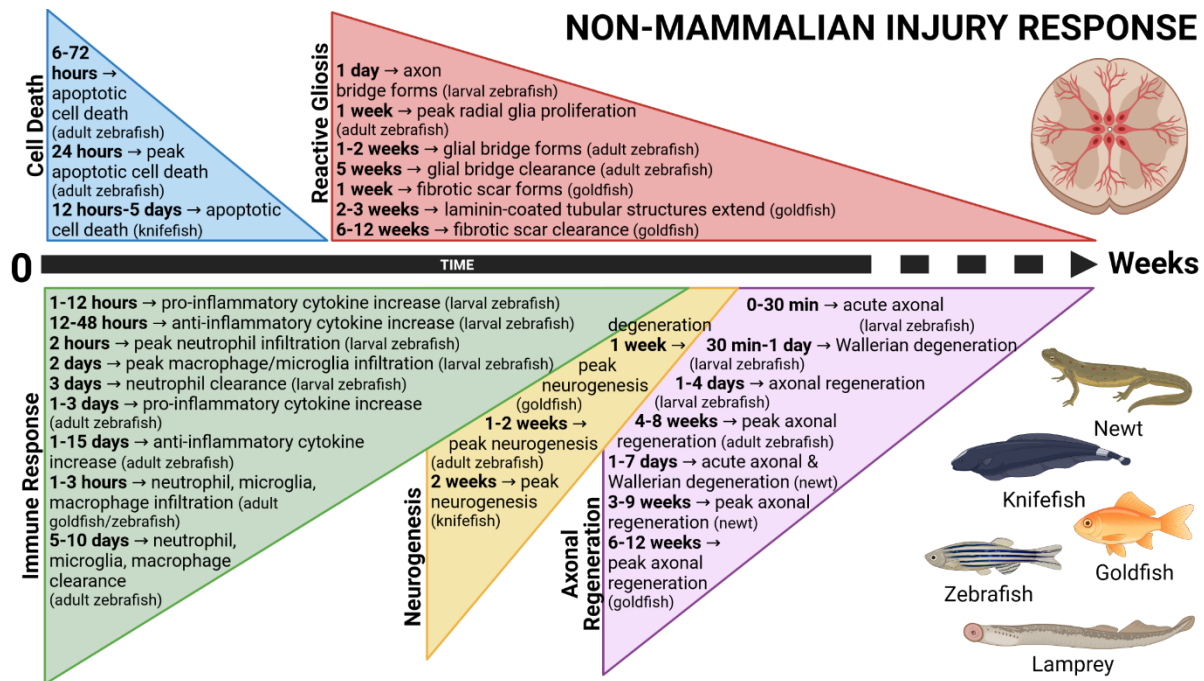 NON-MAMMALIAN INJURY RESPONSE
Cell Death
6-72
hours →
apoptotic
cell death
(adult zebrafish)
24 hours → peak
apoptotic cell death
(adult zebrafish)
12 hours-5 days → apoptotic
cell death (knifefish)
Reactive Gliosis
1 day → axon
bridge forms (larval zebrafish)
1 week → peak radial glia proliferation
(adult zebrafish)
1-2 weeks → glial bridge forms (adult zebrafish)
5 weeks → glial bridge clearance (adult zebrafish)
1 week → fibrotic scar forms (goldfish)
2-3 weeks → laminin-coated tubular structures extend (goldfish)
6-12 weeks → fibrotic scar clearance (goldfish)
0
TIME
Weeks
Immune Response
1-12 hours → pro-inflammatory cytokine increase (larval zebrafish)
12-48 hours → anti-inflammatory cytokine increase (larval zebrafish)
2 hours → peak neutrophil infiltration (larval zebrafish)
2 days → peak macrophage/microglia infiltration (larval zebrafish)
3 days → neutrophil clearance (larval zebrafish)
1-3 days → pro-inflammatory cytokine increase
(adult zebrafish)
1-15 days → anti-inflammatory cytokine
increase (adult zebrafish)
1-3 hours → neutrophil, microglia,
macrophage infiltration (adult
goldfish/zebrafish)
5-10 days → neutrophil,
microglia, macrophage
clearance
(adult zebrafish)
Neurogenesis
1 week →
peak
neurogenesis
(goldfish)
1-2 weeks →
peak neurogenesis
(adult zebrafish)
2 weeks → peak
neurogenesis
(knifefish)
Axonal
Regeneration
0-30 min → acute axonal
degeneration
(larval zebrafish)
30 min-1 day → Wallerian degeneration
(larval zebrafish)
1-4 days → axonal regeneration
(larval zebrafish)
4-8 weeks → peak axonal
regeneration (adult zebrafish)
1-7 days → acute axonal &
Wallerian degeneration (newt)
3-9 weeks → peak axonal
regeneration (newt)
6-12 weeks →
peak axonal
regeneration
(goldfish)
Newt
Knifefish
Goldfish
Zebrafish
Lamprey